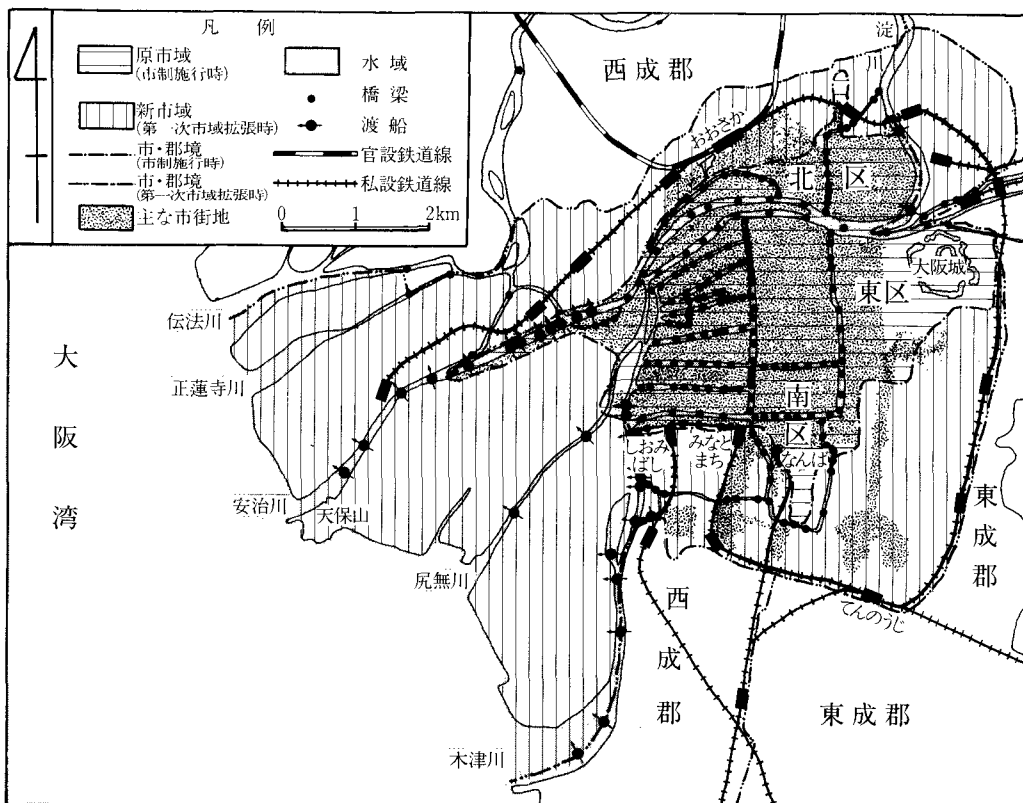 凡例
原市域
(市制施行時)
新市域
(第一次市域拡張時)
市・郡境
(市制施行時)
市・郡境
(第一次市域拡張時)
主な市街地
水域
橋梁
渡船
官設鉄道線
私設鉄道線
0 1 2km
西成郡
淀川
おおさか
北区
大阪城
東区
伝法川
正蓮寺川
大阪湾
南区
しおみばし
みなとまち
なんば
安治川
天保山
尻無川
東成郡
西成郡
てんのうじ
東成郡
木津川